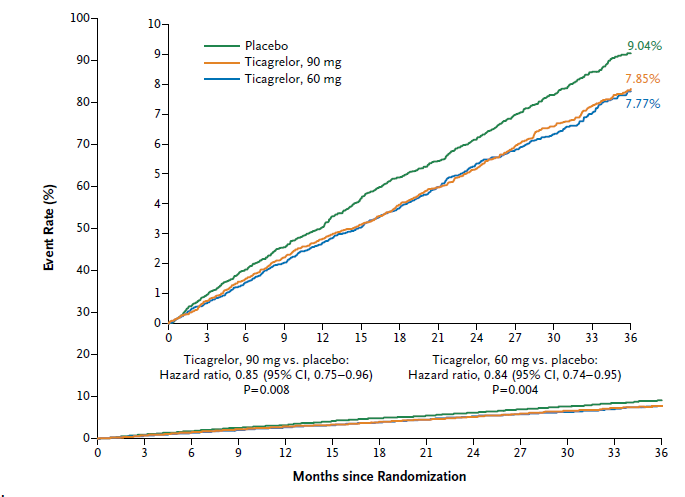 100
90
80
70
60
50
40
30
20
10
0
Event Rate (%)
10
9
8
7
6
5
4
3
2
1
0
Placebo
Ticagrelor, 90 mg
Ticagrelor, 60 mg
9.04%
7.85%
7.77%
0 3 6 9 12 15 18 21 24 27 30 33 36
Ticagrelor, 90 mg vs. placebo:
Hazard ratio, 0.85 (95% CI, 0.75–0.96)
P=0.008
Ticagrelor, 60 mg vs. placebo:
Hazard ratio, 0.84 (95% CI, 0.74–0.95)
P=0.004
0 3 6 9 12 15 18 21 24 27 30 33 36
Months since Randomization